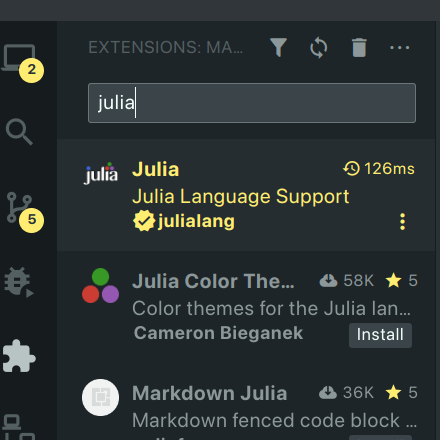 EXTENSIONS: MA...
2
julia
julia
Julia
126ms
Julia Language Support
julialang
5
Julia Color The...
58K
5
Color themes for the Julia lan...
Cameron Bieganek
Install
Markdown Julia
36K
5
Markdown fenced code block ...